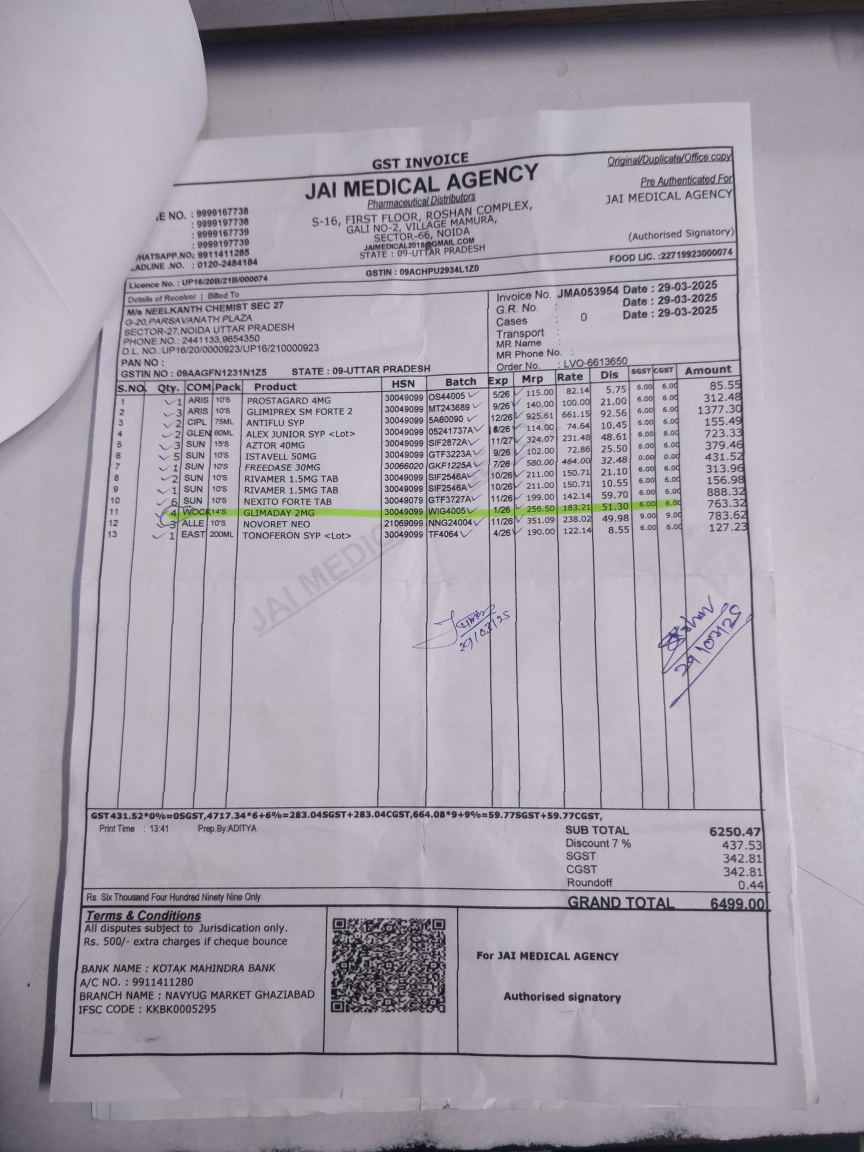 GST INVOICE
Original/Duplicate/Office copy
JAI MEDICAL AGENCY
Pharmaceutical Distributors
Pre Authenticated For
JAI MEDICAL AGENCY
S-16, FIRST FLOOR, ROSHAN COMPLEX,
GALI NO-2, VILLAGE MAMURA,
SECTOR-66, NOIDA
JAIMEDICAL2015@GMAIL.COM
STATE : 09-UTTAR PRADESH
NE NO. : 9999167738
: 9999197738
: 9999167739
: 9999197739
HATSAPP.NO: 9911411285
ADLINE .NO. : 0120-2484184
(Authorised Signatory)
Licence No. : UP16/20B/21B/000074
GSTIN : 09ACHPU2934L1Z0
FOOD LIC. :22719923000074
Details of Receiver | Billed To
M/s NEELKANTH CHEMIST SEC 27
G-20,PARSAVANATH PLAZA
SECTOR-27,NOIDA UTTAR PRADESH
PHONE NO.: 2441133,9654350
D.L. NO.:UP16/20/0000923/UP16/210000923
PAN NO :
GSTIN NO : 09AAGFN1231N1Z5 STATE : 09-UTTAR PRADESH
Invoice No. JMA053954 Date : 29-03-2025
G.R. No. : Date : 29-03-2025
Cases : 0 Date : 29-03-2025
Transport :
MR Name :
MR Phone No. :
Order No. : LVO-6613650
S.NO. Qty. COM Pack Product HSN Batch Exp Mrp Rate Dis SGST CGST Amount
1 1 ARIS 10'S PROSTAGARD 4MG 30049099 OS44005 5/26 115.00 82.14 5.75 6.00 6.00 85.55
2 3 ARIS 10'S GLIMIPREX SM FORTE 2 30049099 MT243689 9/26 140.00 100.00 21.00 6.00 6.00 312.48
3 2 CIPL 75ML ANTIFLU SYP 30049099 5A60090 12/26 925.61 661.15 92.56 6.00 6.00 1377.30
4 2 GLEN 60ML ALEX JUNIOR SYP <Lot> 30049099 05241737A 8/26 114.00 74.64 10.45 6.00 6.00 155.49
5 3 SUN 15'S AZTOR 40MG 30049099 SIF2872A 11/27 324.07 231.48 48.61 6.00 6.00 723.33
6 5 SUN 10'S ISTAVELL 50MG 30049099 GTF3223A 9/26 102.00 72.86 25.50 6.00 6.00 379.46
7 1 SUN 10'S FREEDASE 30MG 30066020 GKF1225A 7/26 580.00 464.00 32.48 0.00 0.00 431.52
8 2 SUN 10'S RIVAMER 1.5MG TAB 30049099 SIF2546A 10/26 211.00 150.71 21.10 6.00 6.00 313.96
9 1 SUN 10'S RIVAMER 1.5MG TAB 30049099 SIF2546A 10/26 211.00 150.71 10.55 6.00 6.00 156.98
10 6 SUN 10'S NEXITO FORTE TAB 30049079 GTF3727A 11/26 199.00 142.14 59.70 6.00 6.00 888.32
11 4 WOCK 14'S GLIMADAY 2MG 30049099 WIG4005 1/26 256.50 183.21 51.30 6.00 6.00 763.32
12 3 ALLE 10'S NOVORET NEO 21069099 NNG24004 11/26 351.09 238.02 49.98 9.00 9.00 783.62
13 1 EAST 200ML TONOFERON SYP <Lot> 30049099 TF4064 4/26 190.00 122.14 8.55 6.00 6.00 127.23
JAI MEDIC
29/03/25
29/03/25
GST431.52*0%=0SGST,4717.34*6+6%=283.04SGST+283.04CGST,664.08*9+9%=59.77SGST+59.77CGST,
Print Time : 13:41 Prep.By:ADITYA
SUB TOTAL 6250.47
Discount 7 % 437.53
SGST 342.81
CGST 342.81
Roundoff 0.44
Rs. Six Thousand Four Hundred Ninety Nine Only
GRAND TOTAL 6499.00
Terms & Conditions
All disputes subject to Jurisdication only.
Rs. 500/- extra charges if cheque bounce
BANK NAME : KOTAK MAHINDRA BANK
A/C NO. : 9911411280
BRANCH NAME : NAVYUG MARKET GHAZIABAD
IFSC CODE : KKBK0005295
For JAI MEDICAL AGENCY
Authorised signatory